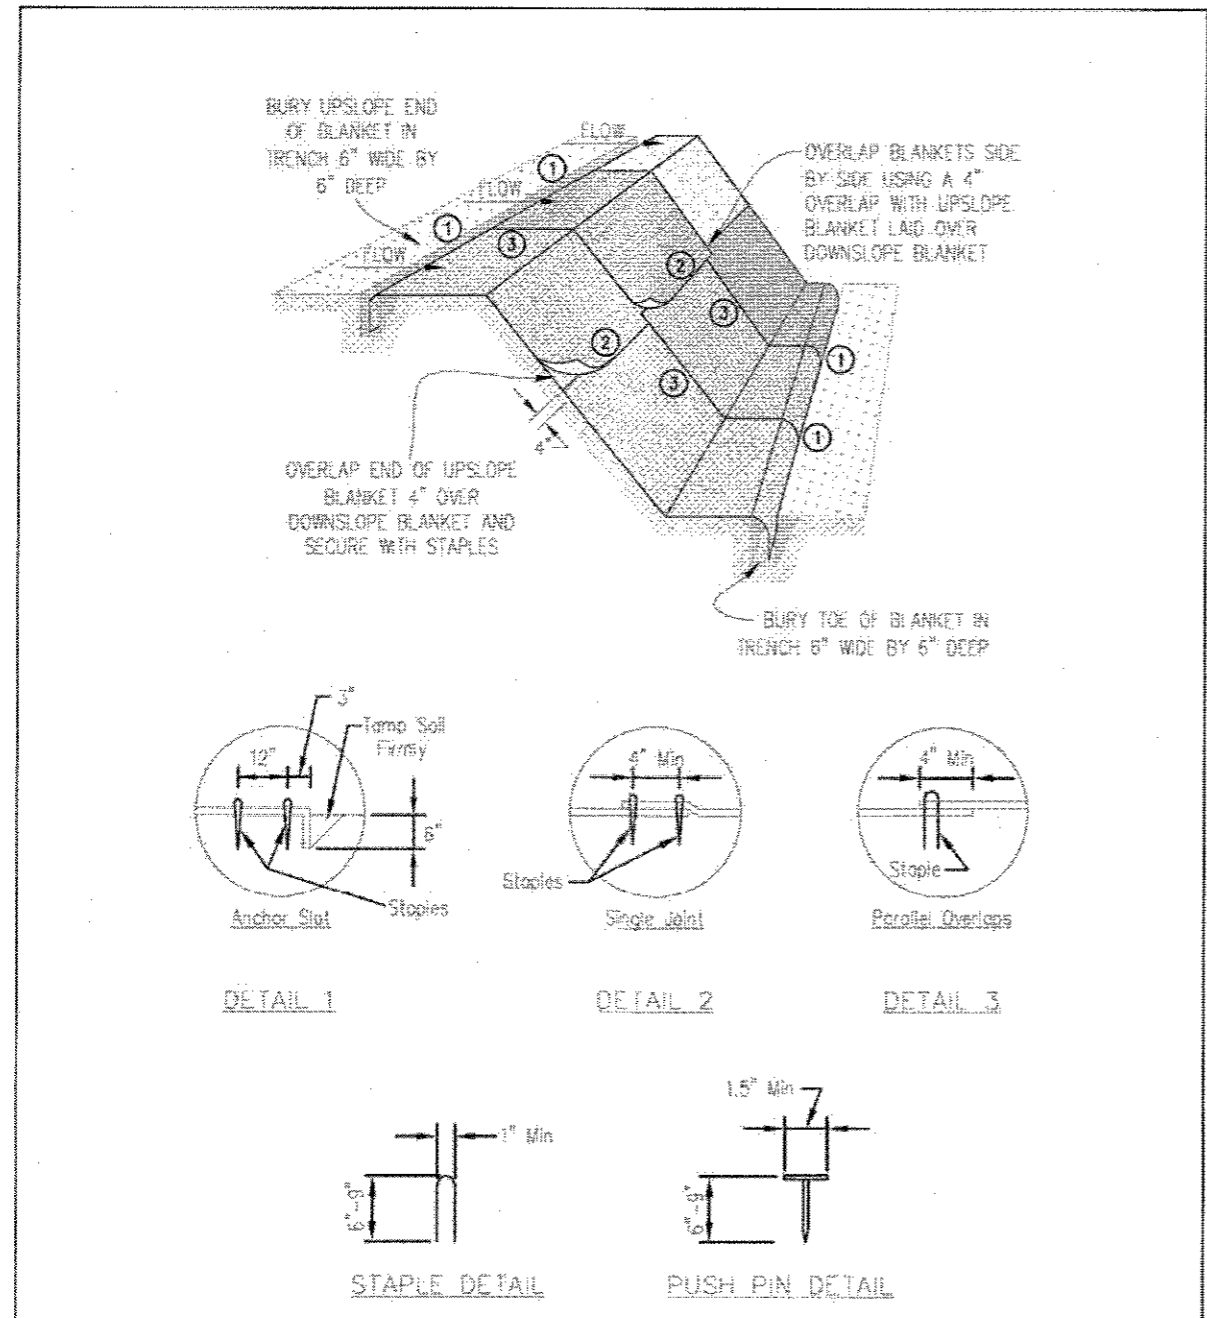 BURY UPSLOPE END
OF BLANKET IN
TRENCH 6" WIDE BY
6" DEEP
FLOW
FLOW
FLOW
1
1
3
2
2
3
3
1
1
4"
OVERLAP BLANKETS SIDE
BY SIDE USING A 4"
OVERLAP WITH UPSLOPE
BLANKET LAID OVER
DOWNSLOPE BLANKET
OVERLAP END OF UPSLOPE
BLANKET 4" OVER
DOWNSLOPE BLANKET AND
SECURE WITH STAPLES
BURY TOE OF BLANKET IN
TRENCH 6" WIDE BY 6" DEEP
3"
12"
Tamp Soil
Firmly
6"
Staples
Anchor Slot
DETAIL 1
Min
Staples
Single Joint
DETAIL 2
4" Min
Staple
Parallel Overlaps
DETAIL 3
1" Min
6"-9"
STAPLE DETAIL
1.5" Min
6"-9"
PUSH PIN DETAIL